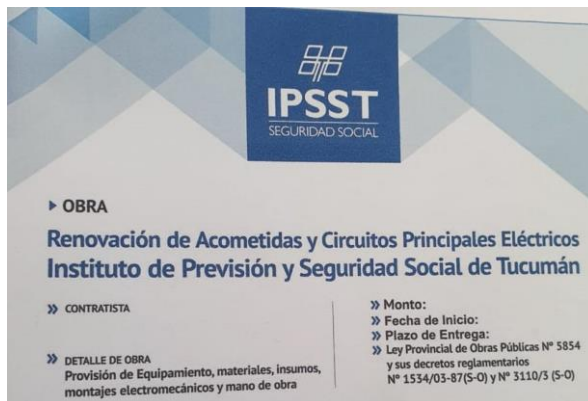 IPSST
SEGURIDAD SOCIAL
OBRA
Renovación de Acometidas y Circuitos Principales Eléctricos
Instituto de Previsión y Seguridad Social de Tucumán
CONTRATISTA
DETALLE DE OBRA
Provisión de Equipamiento, materiales, insumos,
montajes electromecánicos y mano de obra
Monto:
Fecha de Inicio:
Plazo de Entrega:
Ley Provincial de Obras Públicas Nº 5854
y sus decretos reglamentarios
Nº 1534/03-87(S-O) y Nº 3110/3 (S-O)